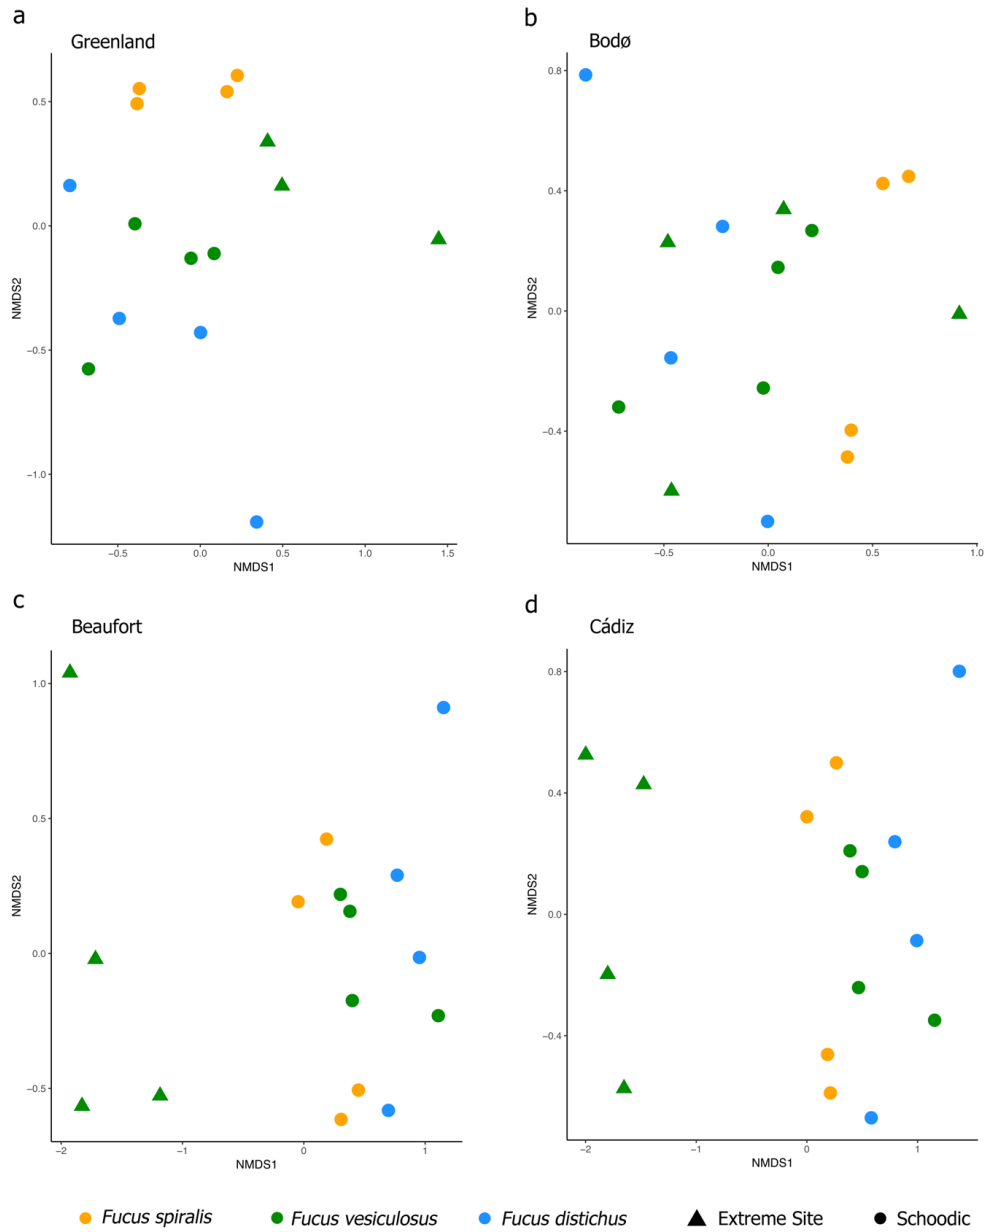 a
Greenland
0.5
0.0
−0.5
−1.0
NMDS2
−0.5
0.0
0.5
1.0
1.5
NMDS1
b
Bodø
0.8
0.4
0.0
−0.4
NMDS2
−0.5
0.0
0.5
1.0
NMDS1
c
Beaufort
1.0
0.5
0.0
−0.5
NMDS2
−2
−1
0
1
NMDS1
d
Cádiz
0.8
0.4
0.0
−0.4
NMDS2
−2
−1
0
1
NMDS1
Fucus spiralis
Fucus vesiculosus
Fucus distichus
Extreme Site
Schoodic